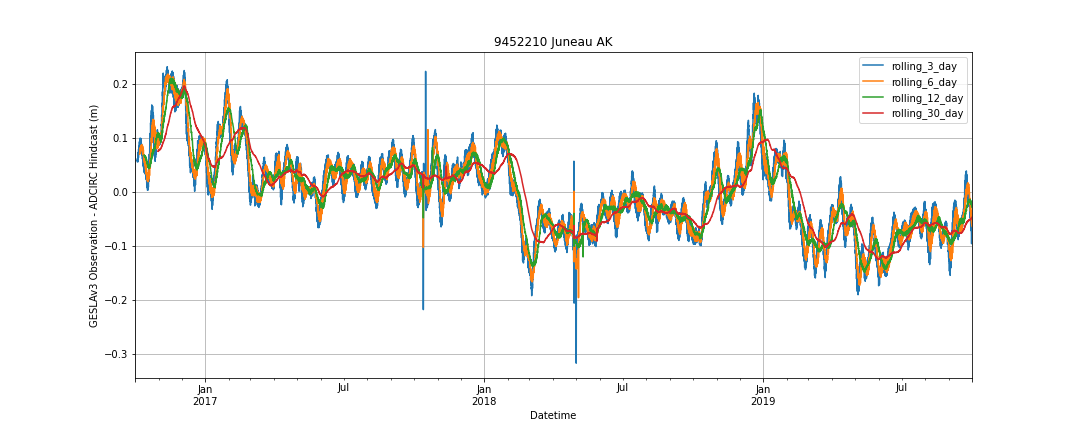 9452210 Juneau AK
rolling_3_day
rolling_6_day
rolling_12_day
rolling_30_day
GESLAv3 Observation - ADCIRC Hindcast (m)
0.2
0.1
0.0
−0.1
−0.2
−0.3
Jan
2017
Jul
Jan
2018
Jul
Jan
2019
Jul
Datetime